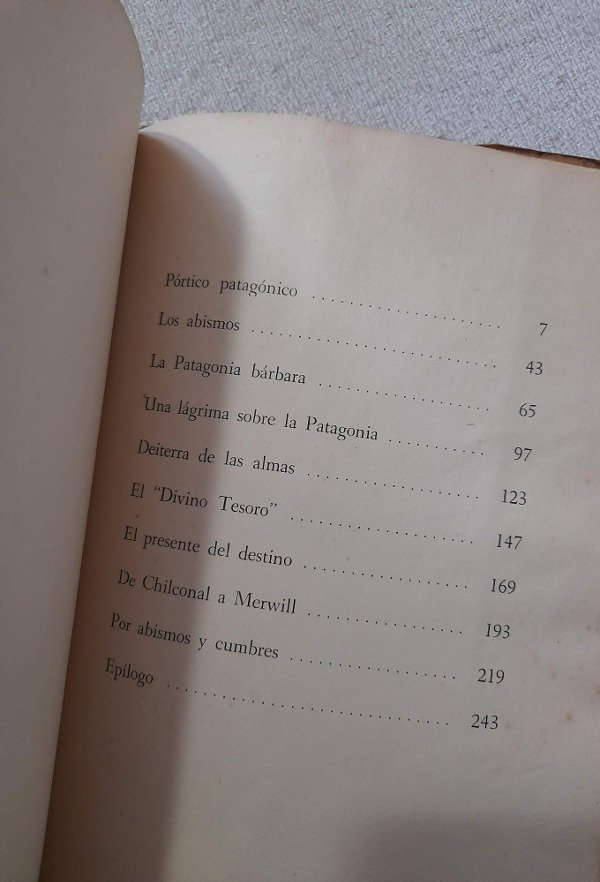 Pórtico patagónico .................... 7
Los abismos .......................... 43
La Patagonia bárbara .................. 65
Una lágrima sobre la Patagonia .......... 97
Deiterra de las almas .................. 123
El "Divino Tesoro" .................... 147
El presente del destino ................ 169
De Chilconal a Merwill ................ 193
Por abismos y cumbres ................ 219
Epílogo .............................. 243